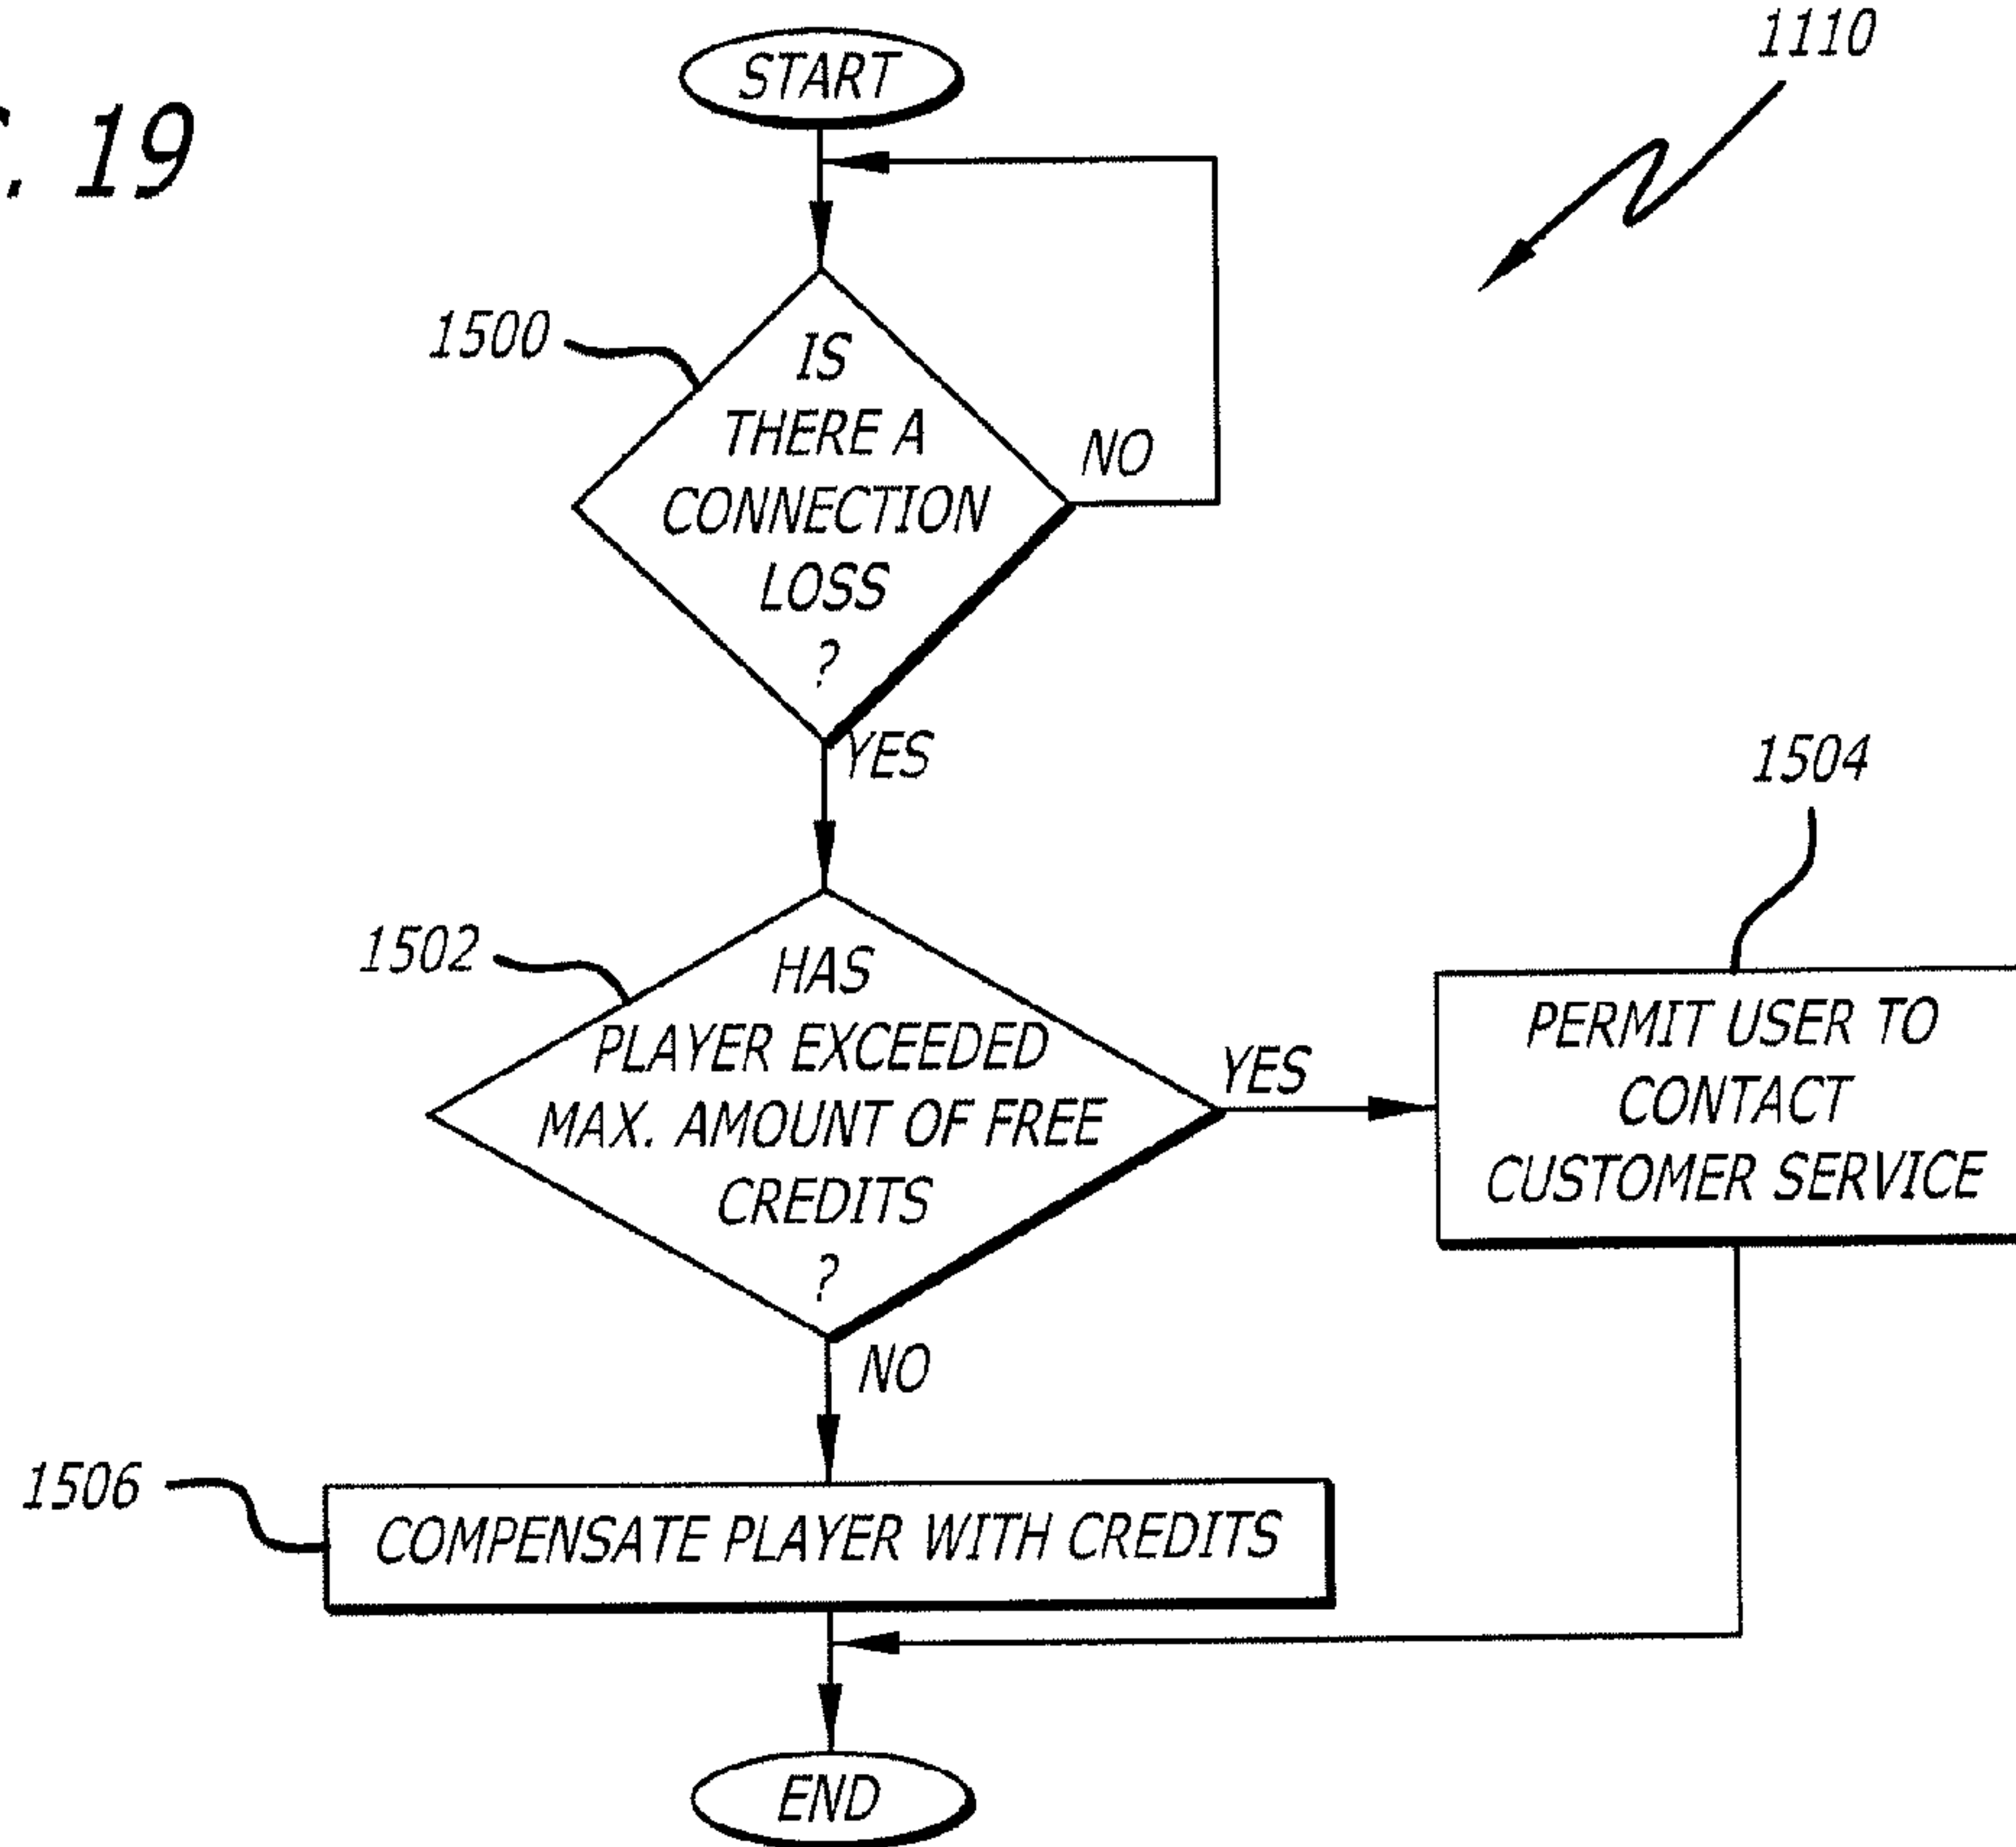 19
1110
START
1500
IS
THERE A
CONNECTION
LOSS
?
NO
YES
1502
HAS
PLAYER EXCEEDED
MAX. AMOUNT OF FREE
CREDITS
?
YES
1504
PERMIT USER TO
CONTACT
CUSTOMER SERVICE
NO
1506
COMPENSATE PLAYER WITH CREDITS
END